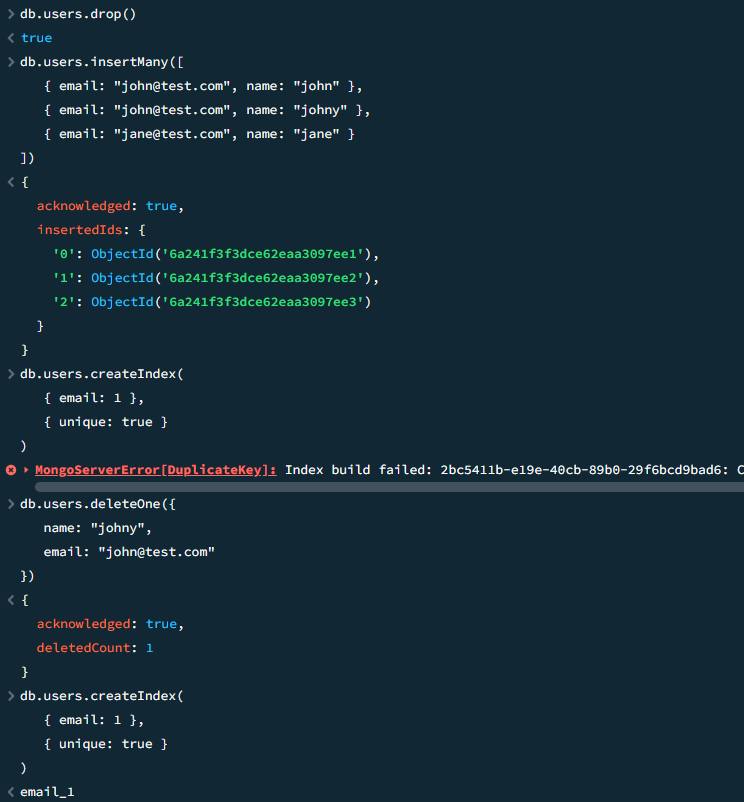 db.users.drop()
true
db.users.insertMany([
{ email: "john@test.com", name: "john" },
{ email: "john@test.com", name: "johny" },
{ email: "jane@test.com", name: "jane" }
])
{
acknowledged: true,
insertedIds: {
'0': ObjectId('6a241f3f3dce62eaa3097ee1'),
'1': ObjectId('6a241f3f3dce62eaa3097ee2'),
'2': ObjectId('6a241f3f3dce62eaa3097ee3')
}
}
db.users.createIndex(
{ email: 1 },
{ unique: true }
)
MongoServerError[DuplicateKey]: Index build failed: 2bc5411b-e19e-40cb-89b0-29f6bcd9bad6: C
db.users.deleteOne({
name: "johny",
email: "john@test.com"
})
{
acknowledged: true,
deletedCount: 1
}
db.users.createIndex(
{ email: 1 },
{ unique: true }
)
email_1